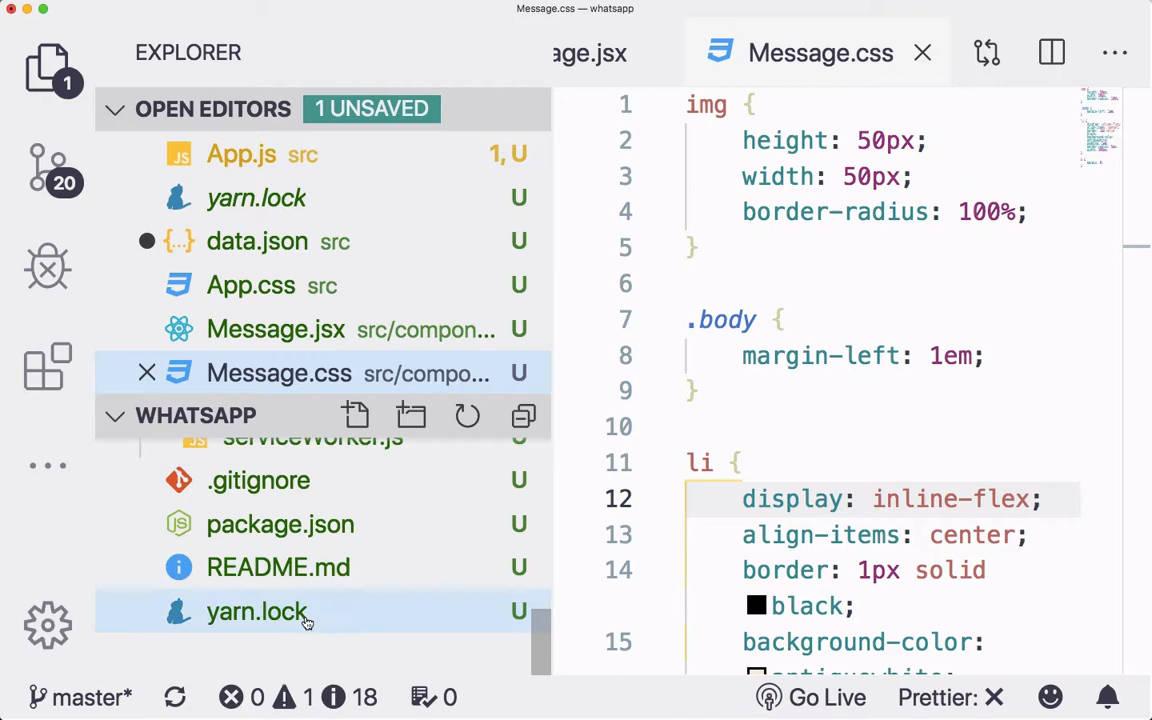 Message.css — whatsapp
EXPLORER
age.jsx
Message.css
1
OPEN EDITORS 1 UNSAVED
App.js src 1, U
20
yarn.lock U
data.json src U
App.css src U
Message.jsx src/compon... U
Message.css src/compo... U
WHATSAPP
serviceWorker.js U
.gitignore U
package.json U
README.md U
yarn.lock U
1 img {
2 height: 50px;
3 width: 50px;
4 border-radius: 100%;
5 }
6
7 .body {
8 margin-left: 1em;
9 }
10
11 li {
12 display: inline-flex;
13 align-items: center;
14 border: 1px solid
black;
15 background-color:
antiquewhite;
master* 0 1 18 0 Go Live Prettier: ✕